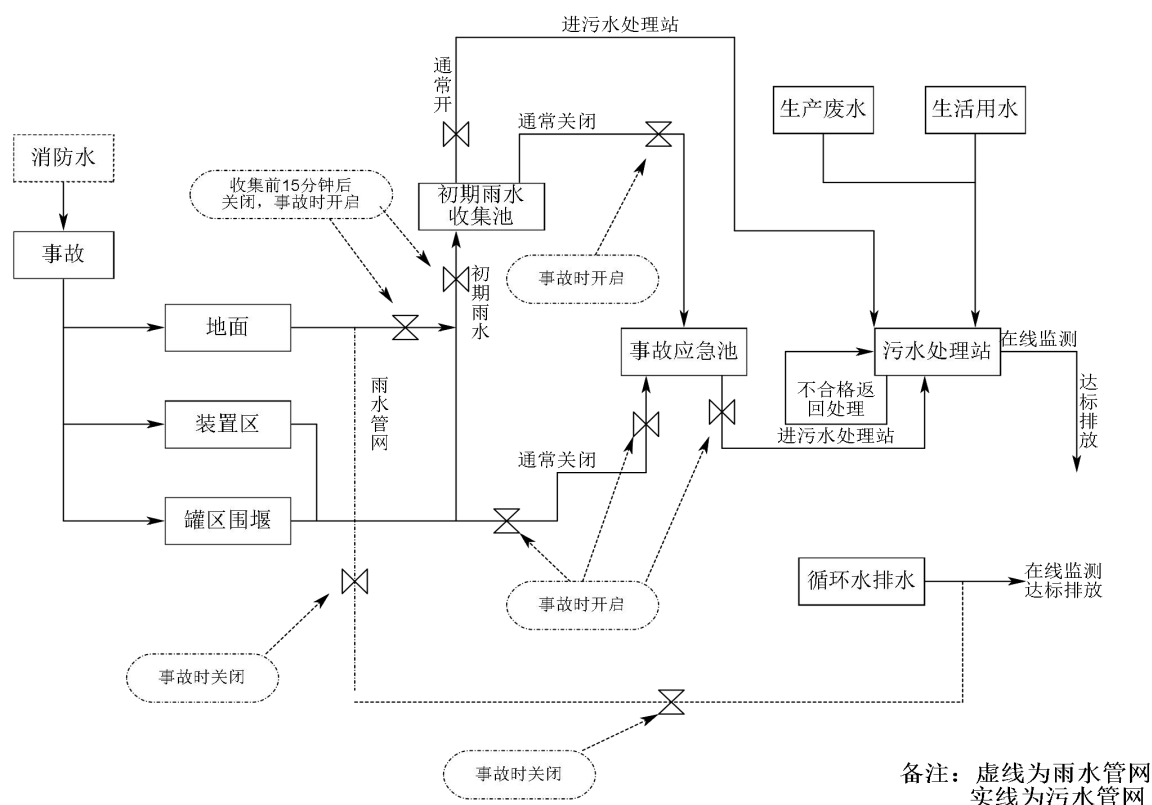 进污水处理站
通常开
通常关闭
生产废水
生活用水
消防水
收集前15分钟后
关闭，事故时开启
初期雨水
收集池
事故
事故时开启
初期雨水
地面
事故应急池
污水处理站
在线监测
不合格返
回处理
达标排放
雨水管网
装置区
进污水处理站
通常关闭
罐区围堰
循环水排水
在线监测
达标排放
事故时开启
事故时关闭
事故时关闭
备注：虚线为雨水管网
实线为污水管网